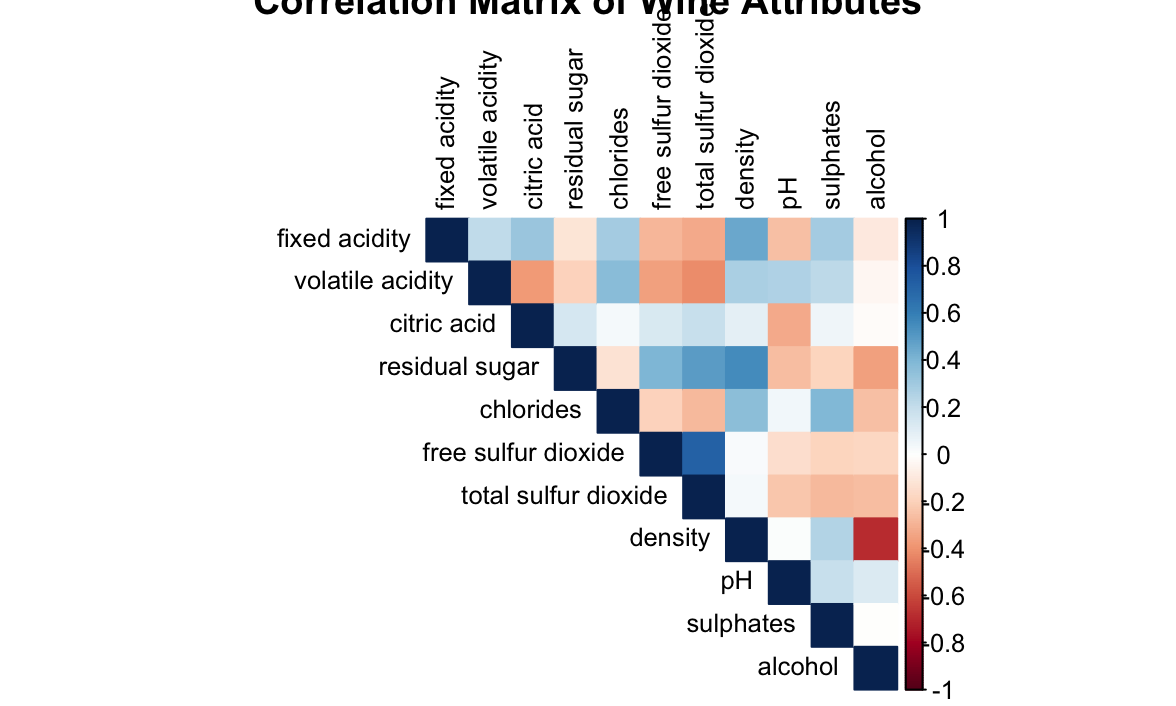 Correlation Matrix of Wine Attributes
fixed acidity
volatile acidity
citric acid
residual sugar
chlorides
free sulfur dioxide
total sulfur dioxide
density
pH
sulphates
alcohol
fixed acidity
volatile acidity
citric acid
residual sugar
chlorides
free sulfur dioxide
total sulfur dioxide
density
pH
sulphates
alcohol
1
0.8
0.6
0.4
0.2
0
-0.2
-0.4
-0.6
-0.8
-1